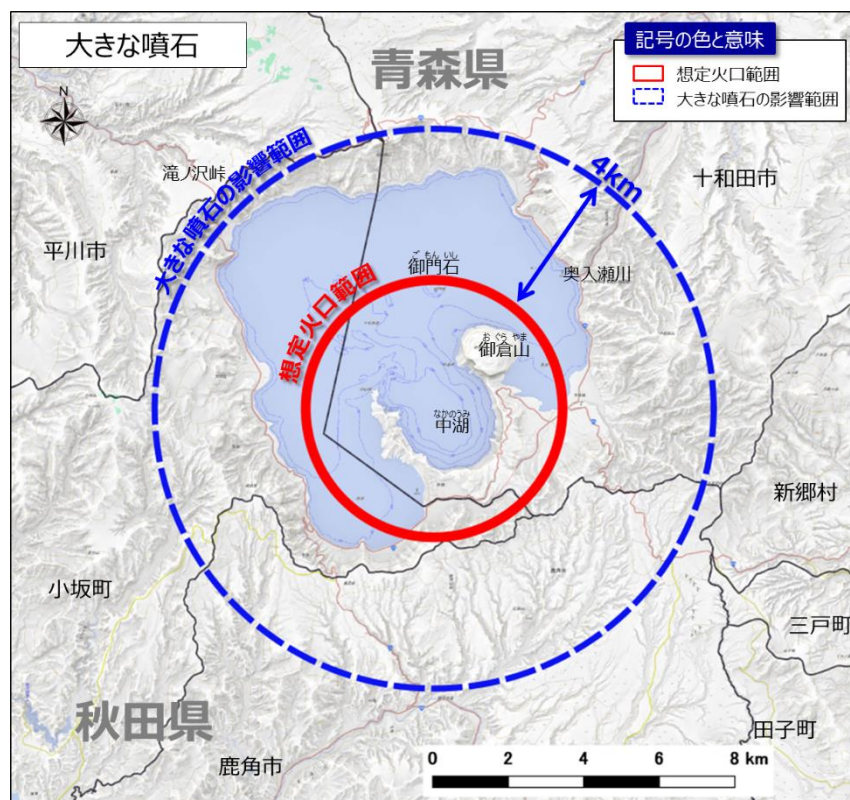 大きな噴石
記号の色と意味
想定火口範囲
大きな噴石の影響範囲
青森県
N
滝ノ沢峠
大きな噴石の影響範囲
4km
十和田市
平川市
ご もん いし
御門石
奥入瀬川
想定火口範囲
お ぐら やま
御倉山
なかのうみ
中湖
新郷村
小坂町
三戸町
秋田県
田子町
鹿角市
0 2 4 6 8 km